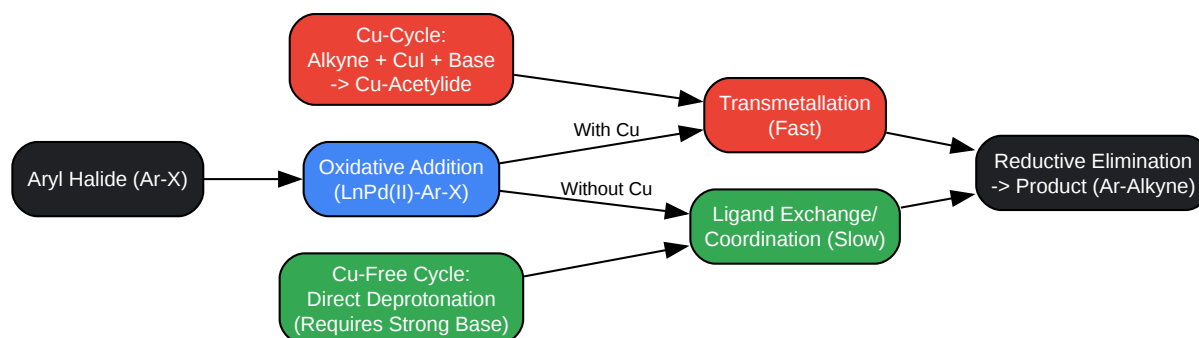 Cu-Cycle:
Alkyne + CuI + Base
-> Cu-Acetylide
Transmetallation
(Fast)
With Cu
Aryl Halide (Ar-X)
Oxidative Addition
(LnPd(II)-Ar-X)
Reductive Elimination
-> Product (Ar-Alkyne)
Without Cu
Ligand Exchange/
Coordination (Slow)
Cu-Free Cycle:
Direct Deprotonation
(Requires Strong Base)